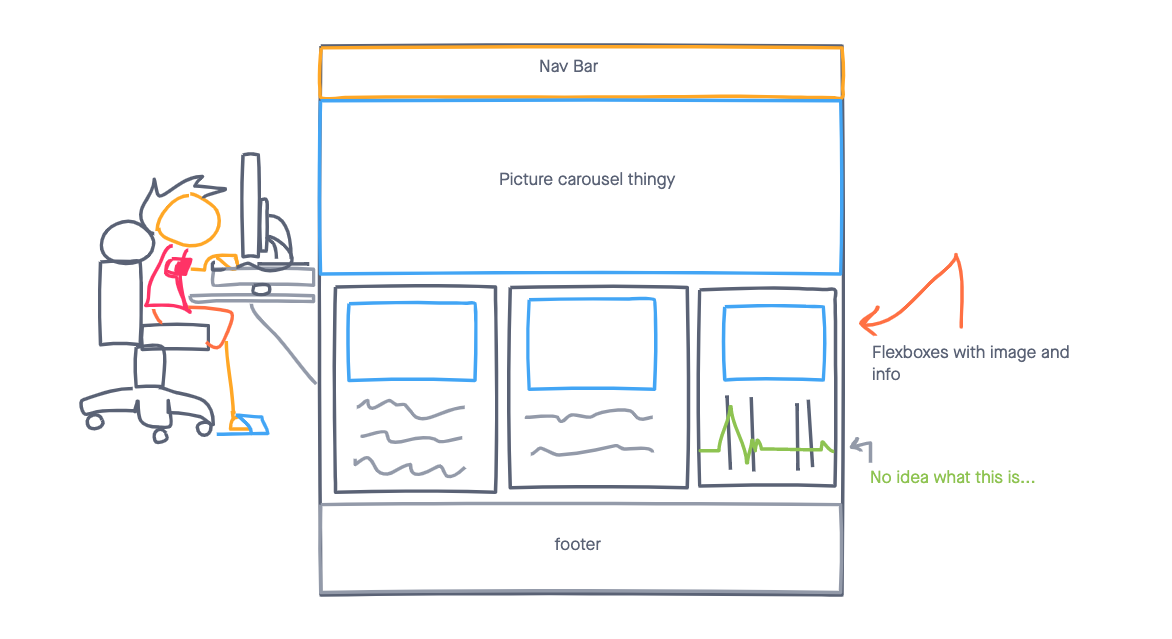 Nav Bar
Picture carousel thingy
Flexboxes with image and
info
No idea what this is...
footer